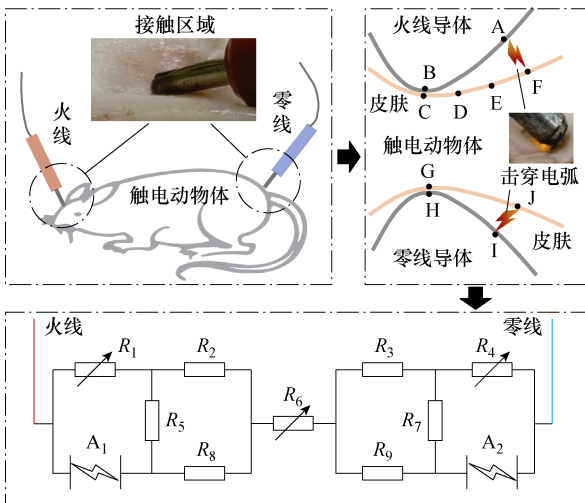 接触区域
火线
零线
触电动物体
火线导体
A
B
皮肤
C
D
E
F
触电动物体
击穿电弧
G
J
H
皮肤
I
零线导体
火线
零线
R1
R2
R3
R4
R6
R5
R7
A1
R8
R9
A2